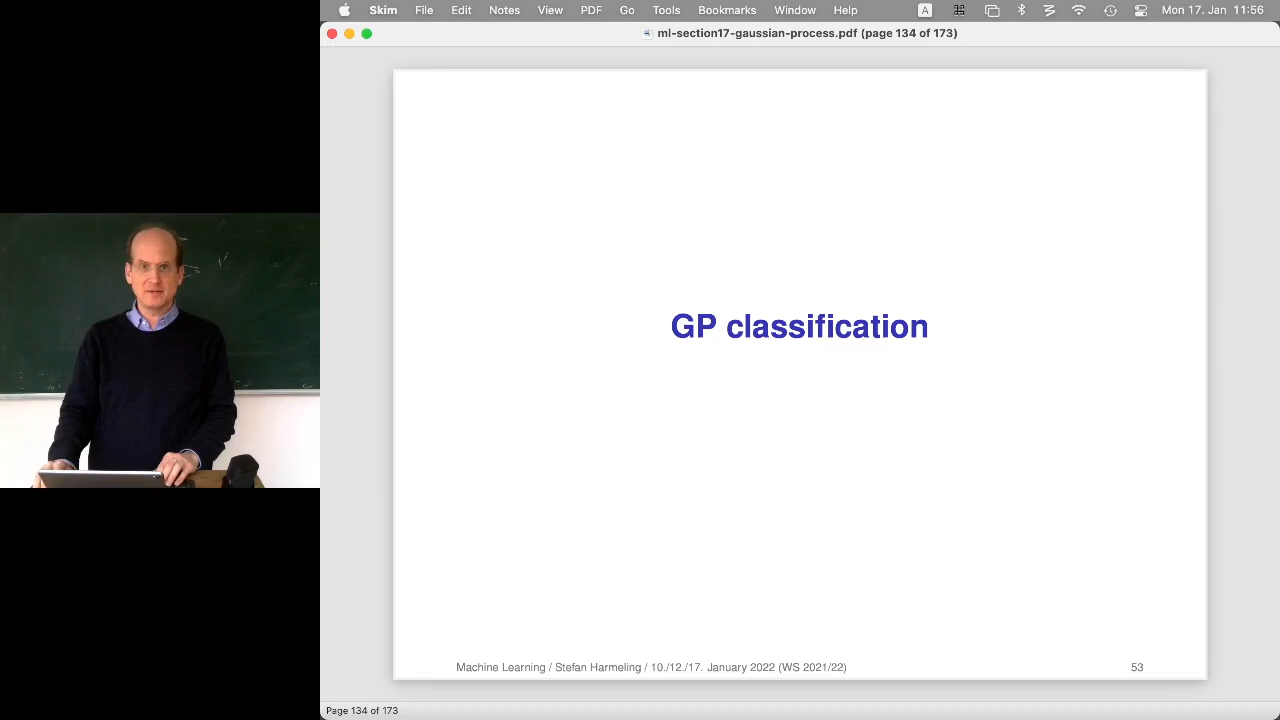 Skim File Edit Notes View PDF Go Tools Bookmarks Window Help A Mon 17. Jan 11:56
ml-section17-gaussian-process.pdf (page 134 of 173)
GP classification
Machine Learning / Stefan Harmeling / 10./12./17. January 2022 (WS 2021/22) 53
Page 134 of 173